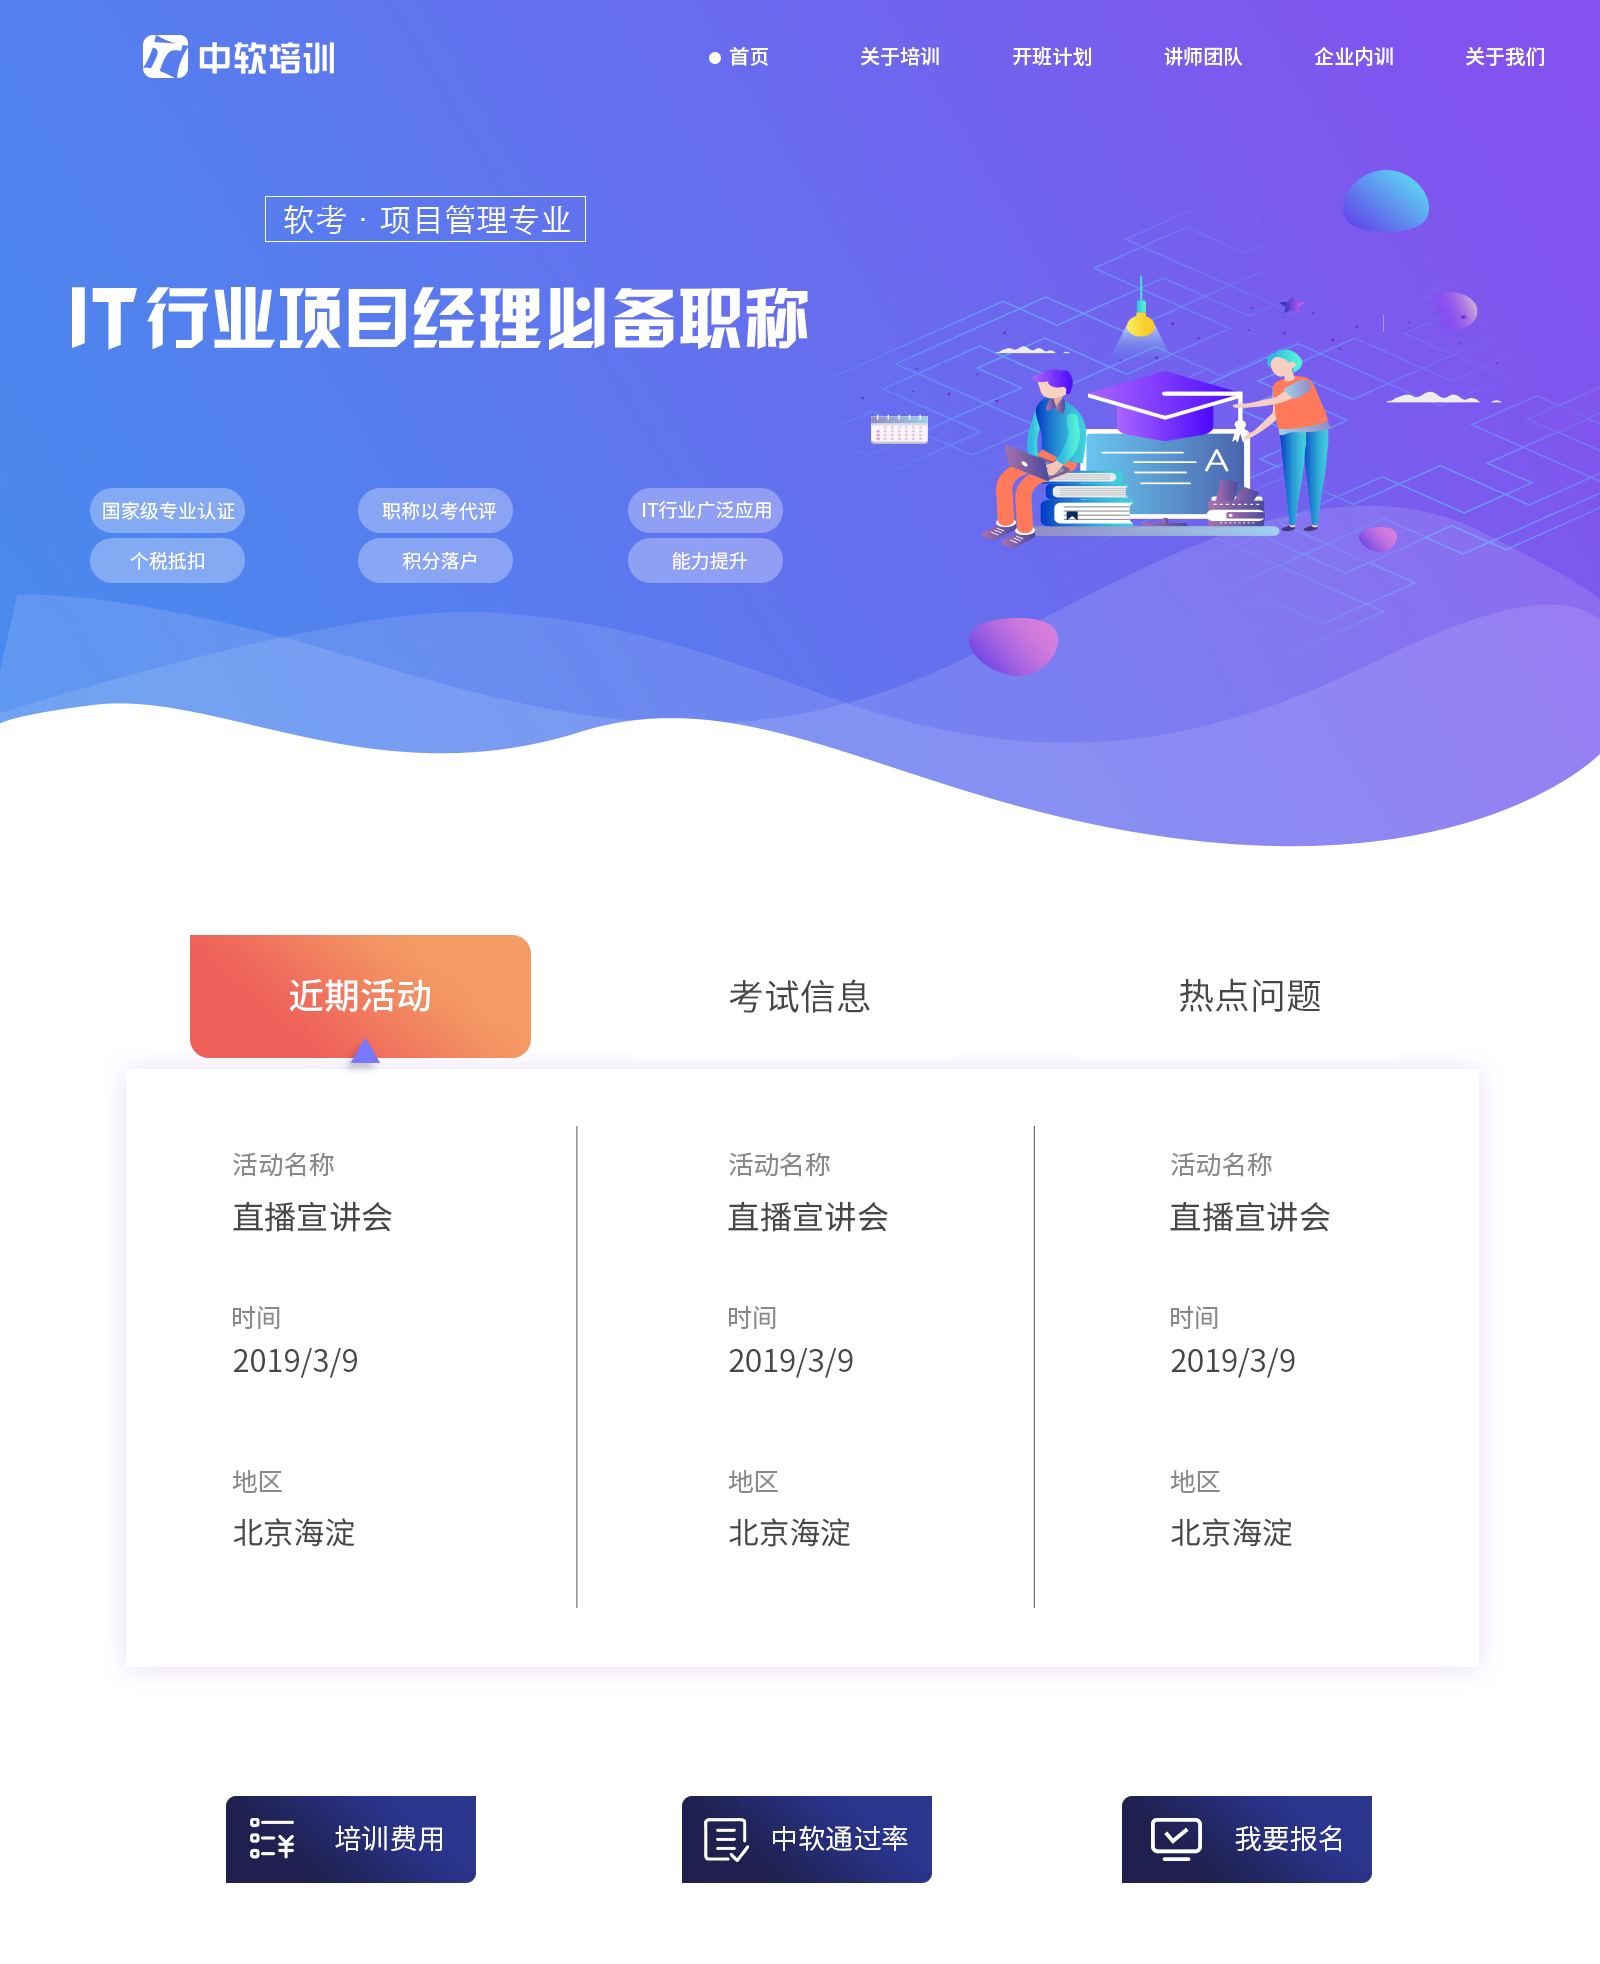 中软培训
首页 关于培训 开班计划 讲师团队 企业内训 关于我们
软考 · 项目管理专业
IT行业项目经理必备职称
国家级专业认证 职称以考代评 IT行业广泛应用
个税抵扣 积分落户 能力提升
A
近期活动 考试信息 热点问题
活动名称 活动名称 活动名称
直播宣讲会 直播宣讲会 直播宣讲会
时间 时间 时间
2019/3/9 2019/3/9 2019/3/9
地区 地区 地区
北京海淀 北京海淀 北京海淀
培训费用 中软通过率 我要报名